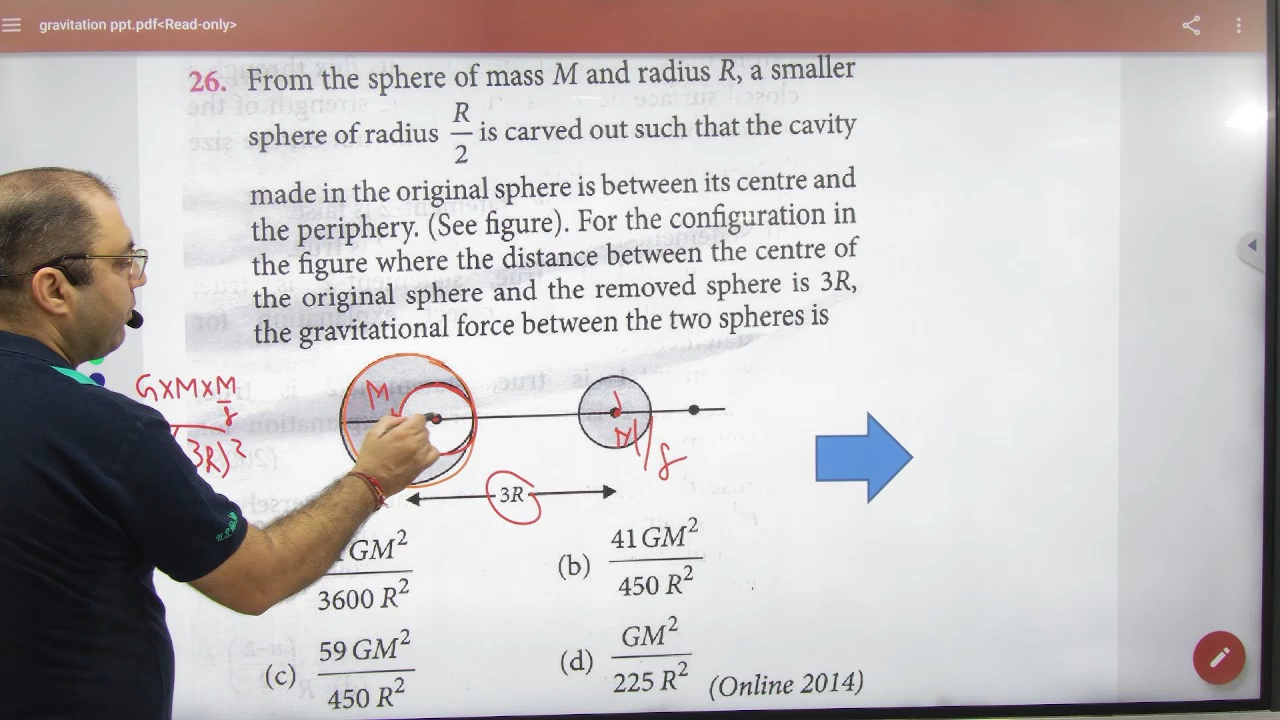 gravitation ppt.pdf<Read-only>
26. From the sphere of mass M and radius R, a smaller
sphere of radius R/2 is carved out such that the cavity
made in the original sphere is between its centre and
the periphery. (See figure). For the configuration in
the figure where the distance between the centre of
the original sphere and the removed sphere is 3R,
the gravitational force between the two spheres is
G×M×M
8
3R)²
M
M/8
3R
GM²
3600 R²
(b) 41 GM²
450 R²
(c) 59 GM²
450 R²
(d) GM²
225 R²
(Online 2014)